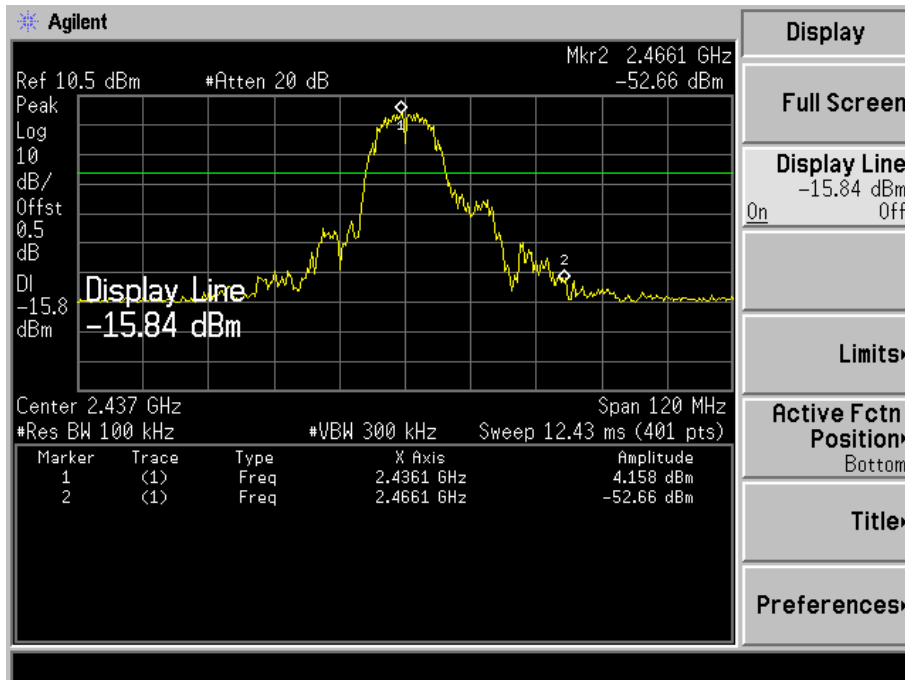 Agilent
Mkr2 2.4661 GHz
Ref 10.5 dBm #Atten 20 dB -52.66 dBm
Peak
Log
10
dB/
Offst
0.5
dB
DI
-15.8
dBm
1
2
Display Line
-15.84 dBm
Center 2.437 GHz Span 120 MHz
#Res BW 100 kHz #VBW 300 kHz Sweep 12.43 ms (401 pts)
Marker Trace Type X Axis Amplitude
1 (1) Freq 2.4361 GHz 4.158 dBm
2 (1) Freq 2.4661 GHz -52.66 dBm
Display
Full Screen
Display Line
-15.84 dBm
On Off
Limits
Active Fctn
Position
Bottom
Title
Preferences